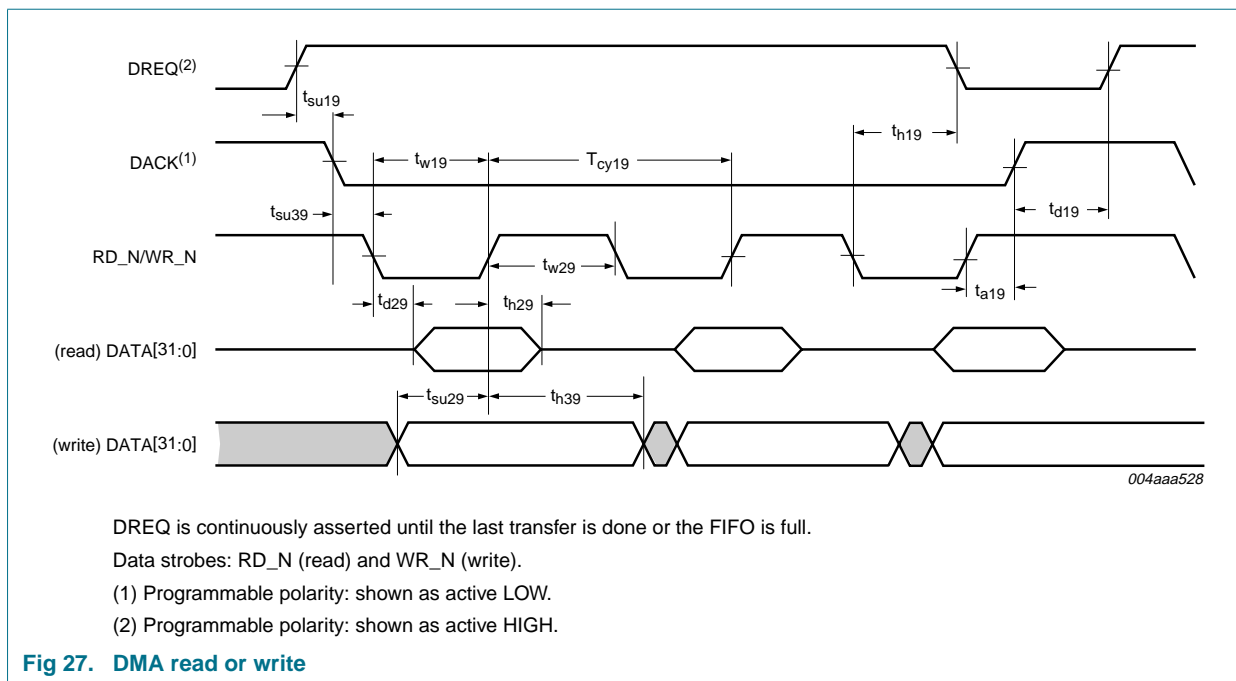 DREQ(2)
tsu19
th19
DACK(1)
tw19
Tcy19
tsu39
td19
RD_N/WR_N
tw29
ta19
td29
th29
(read) DATA[31:0]
tsu29
th39
(write) DATA[31:0]
004aaa528
DREQ is continuously asserted until the last transfer is done or the FIFO is full.
Data strobes: RD_N (read) and WR_N (write).
(1) Programmable polarity: shown as active LOW.
(2) Programmable polarity: shown as active HIGH.
Fig 27. DMA read or write